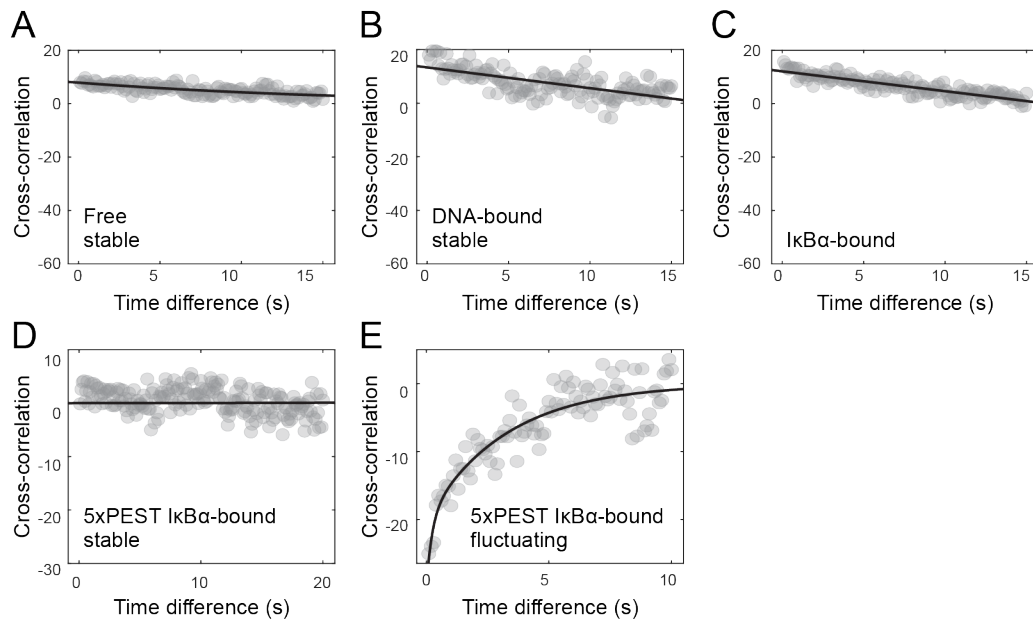 A
B
C
20
0
-20
-40
-60
Cross-correlation
Free
stable
0
5
10
15
Time difference (s)
20
0
-20
-40
-60
Cross-correlation
DNA-bound
stable
0
5
10
15
Time difference (s)
20
0
-20
-40
-60
Cross-correlation
IκBα-bound
0
5
10
15
Time difference (s)
D
E
10
0
-10
-20
-30
Cross-correlation
5xPEST IκBα-bound
stable
0
10
20
Time difference (s)
0
-10
-20
Cross-correlation
5xPEST IκBα-bound
fluctuating
0
5
10
Time difference (s)